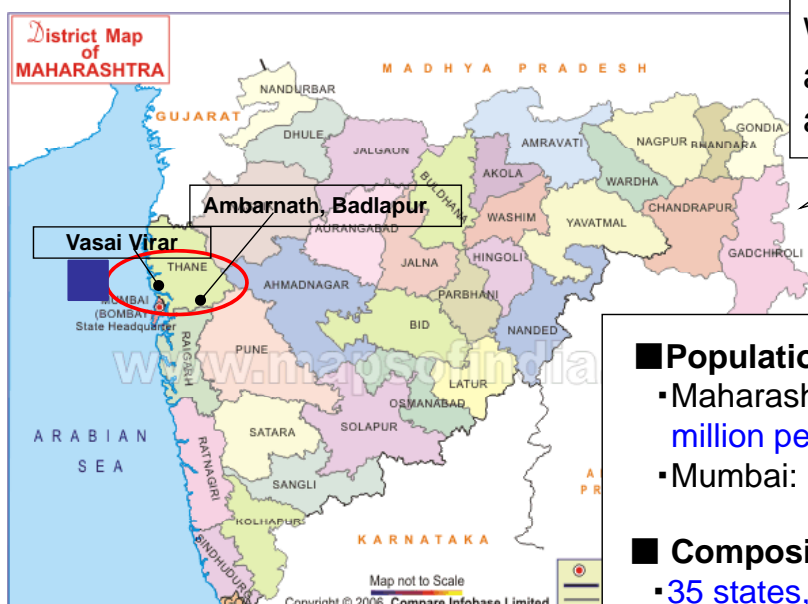 District Map
of
MAHARASHTRA
MADHYA PRADESH
NANDURBAR
GUJARAT
DHULE
JALGAON
BULDHANA
AMRAVATI
AKOLA
WASHIM
NAGPUR
BHANDARA
GONDIA
WARDHA
YAVATMAL
CHANDRAPUR
GADCHIROLI
Ambarnath, Badlapur
AURANGABAD
Vasai Virar
THANE
JALNA
HINGOLI
AHMADNAGAR
PARBHANI
MUMBAI
(BOMBAY)
State Headquarter
BID
NANDED
RAIGARH
PUNE
www.mapsofindia
LATUR
OSMANABAD
ARABIAN
SEA
RATNAGIRI
SATARA
SOLAPUR
SANGLI
KOLHAPUR
SINDHUDURG
KARNATAKA
Map not to Scale
Copyright © 2006 Compare Infobase Limited
■Populatio
・Maharash
million pe
・Mumbai:
■ Composi
・35 states,